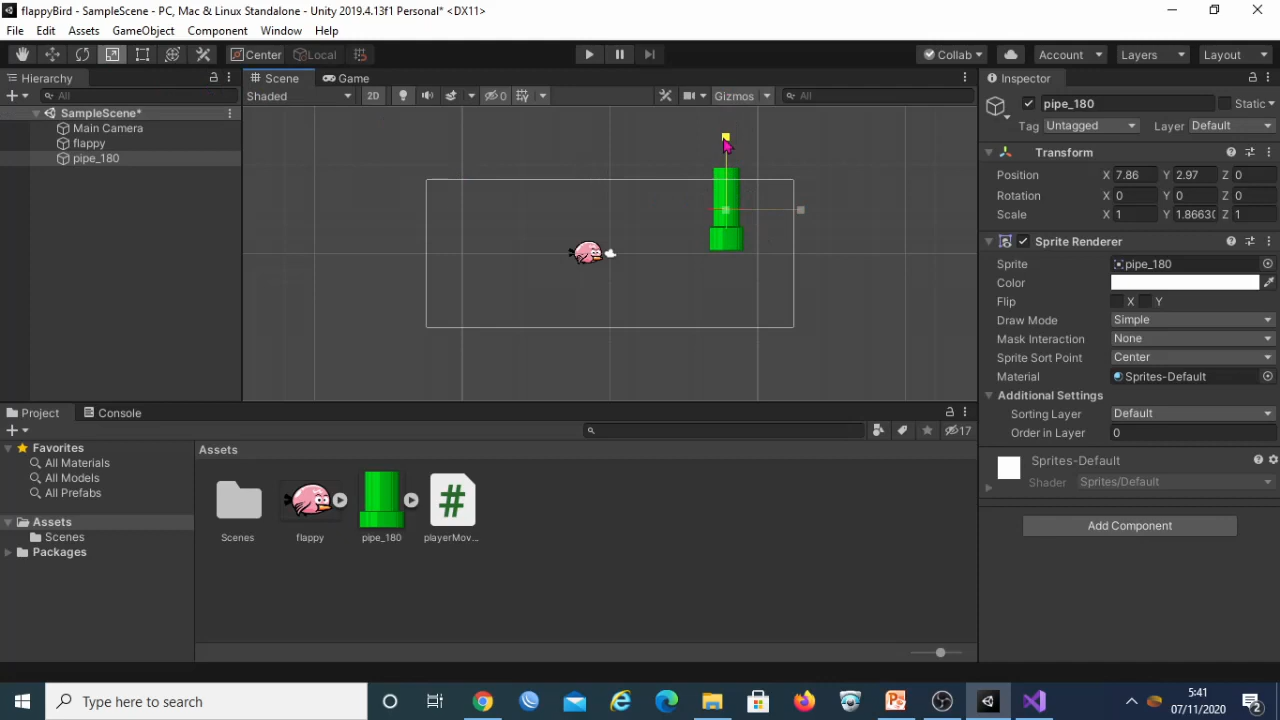 flappyBird - SampleScene - PC, Mac & Linux Standalone - Unity 2019.4.13f1 Personal* <DX11>
File Edit Assets GameObject Component Window Help
Center Local Collab Account Layers Layout
Hierarchy
All
SampleScene*
Main Camera
flappy
pipe_180
Scene Game
Shaded 2D 0 Gizmos All
Inspector
pipe_180 Static
Tag Untagged Layer Default
Transform
Position X 7.86 Y 2.97 Z 0
Rotation X 0 Y 0 Z 0
Scale X 1 Y 1.8663 Z 1
Sprite Renderer
Sprite pipe_180
Color
Flip X Y
Draw Mode Simple
Mask Interaction None
Sprite Sort Point Center
Material Sprites-Default
Additional Settings
Sorting Layer Default
Order in Layer 0
Sprites-Default
Shader Sprites/Default
Add Component
Project Console
17
Favorites
All Materials
All Models
All Prefabs
Assets
Scenes
Packages
Assets
Scenes flappy pipe_180 playerMov...
#
Type here to search
5:41
07/11/2020
2